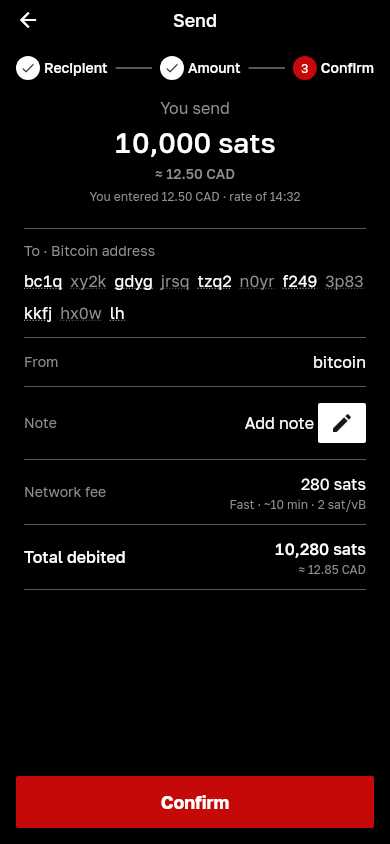 Send
Recipient
Amount
3 Confirm
You send
10,000 sats
≈ 12.50 CAD
You entered 12.50 CAD · rate of 14:32
To · Bitcoin address
bc1q xy2k gdyg jrsq tzq2 n0yr f249 3p83
kkfj hx0w lh
From bitcoin
Note Add note
Network fee 280 sats
Fast · ~10 min · 2 sat/vB
Total debited 10,280 sats
≈ 12.85 CAD
Confirm